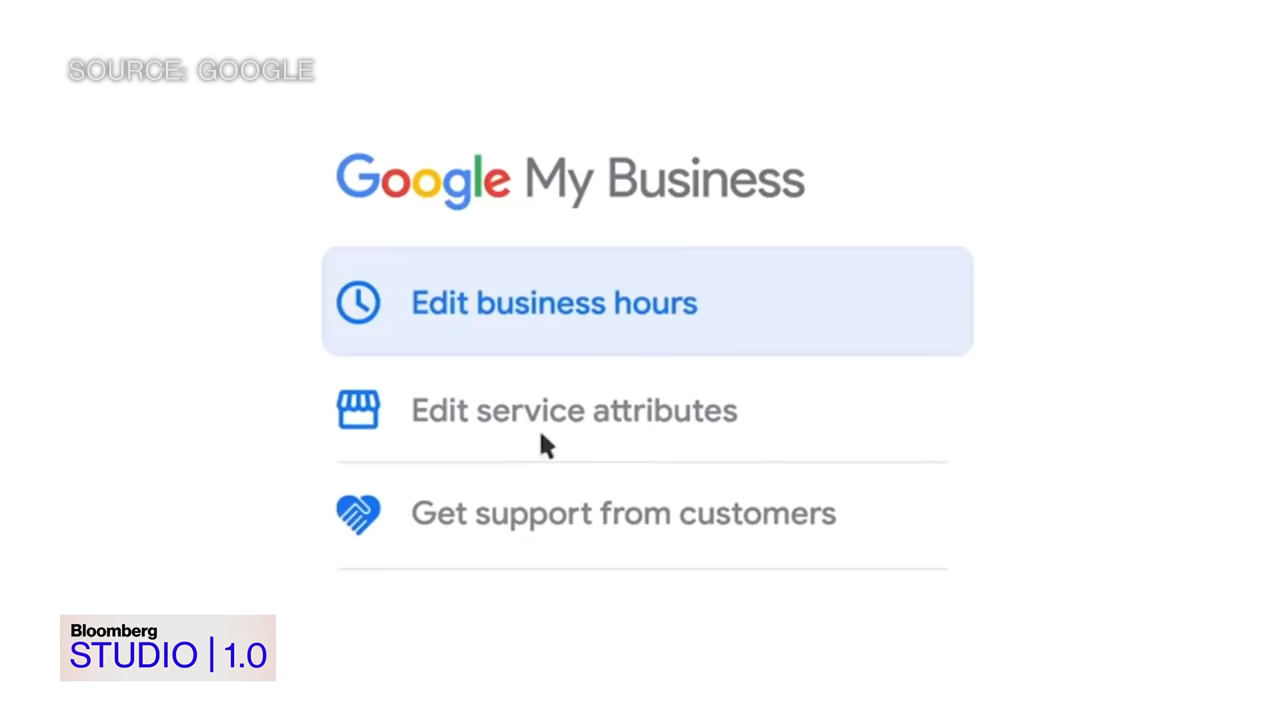 SOURCE: GOOGLE
Google My Business
Edit business hours
Edit service attributes
Get support from customers
Bloomberg
STUDIO | 1.0